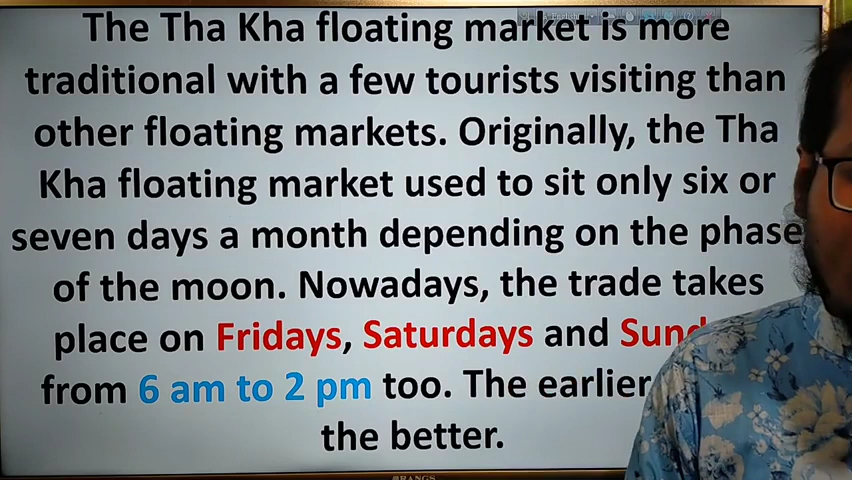 The Tha Kha floating market is more
traditional with a few tourists visiting than
other floating markets. Originally, the Tha
Kha floating market used to sit only six or
seven days a month depending on the phase
of the moon. Nowadays, the trade takes
place on Fridays, Saturdays and Sund
from 6 am to 2 pm too. The earlier
the better.
RANGS